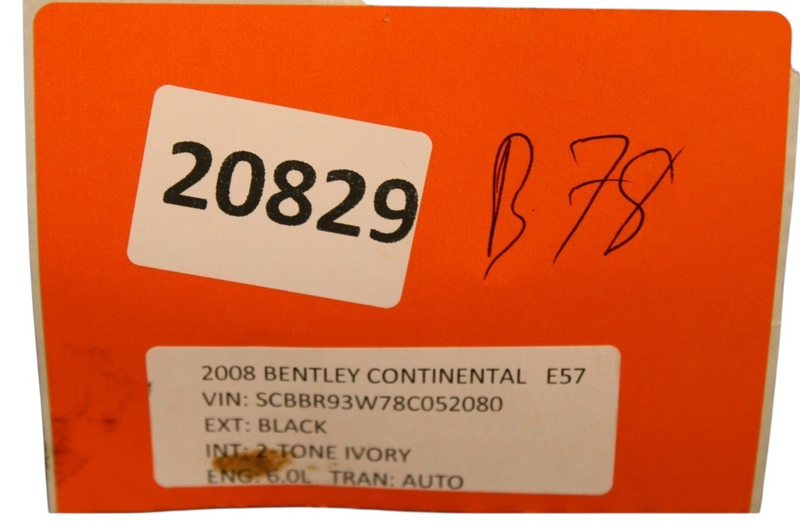 20829
B 78
2008 BENTLEY CONTINENTAL E57
VIN: SCBBR93W78C052080
EXT: BLACK
INT: 2-TONE IVORY
ENG: 6.0L TRAN: AUTO